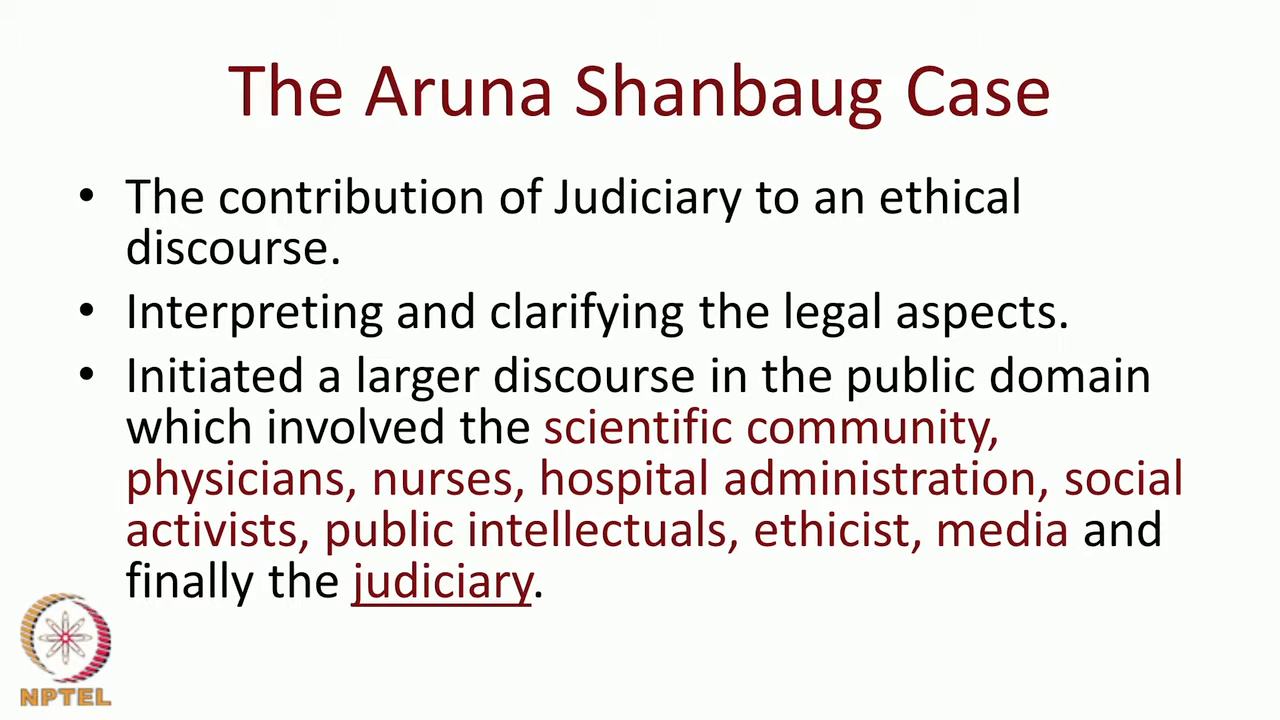 The Aruna Shanbaug Case
• The contribution of Judiciary to an ethical
discourse.
• Interpreting and clarifying the legal aspects.
• Initiated a larger discourse in the public domain
which involved the scientific community,
physicians, nurses, hospital administration, social
activists, public intellectuals, ethicist, media and
finally the judiciary.
NPTEL